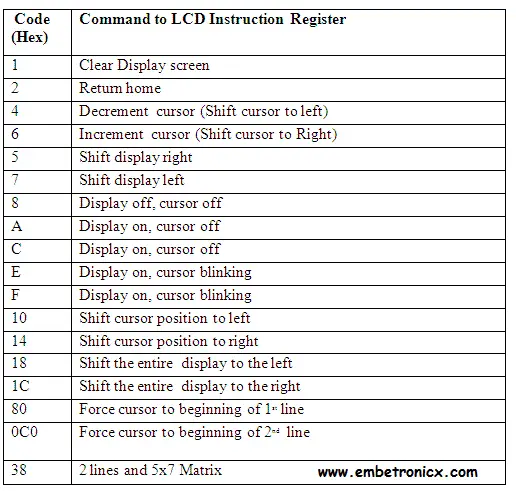 Code (Hex) Command to LCD Instruction Register
1 Clear Display screen
2 Return home
4 Decrement cursor (Shift cursor to left)
6 Increment cursor (Shift cursor to Right)
5 Shift display right
7 Shift display left
8 Display off, cursor off
A Display on, cursor off
C Display on, cursor off
E Display on, cursor blinking
F Display on, cursor blinking
10 Shift cursor position to left
14 Shift cursor position to right
18 Shift the entire display to the left
1C Shift the entire display to the right
80 Force cursor to beginning of 1st line
0C0 Force cursor to beginning of 2nd line
38 2 lines and 5x7 Matrix
www.embetronicx.com